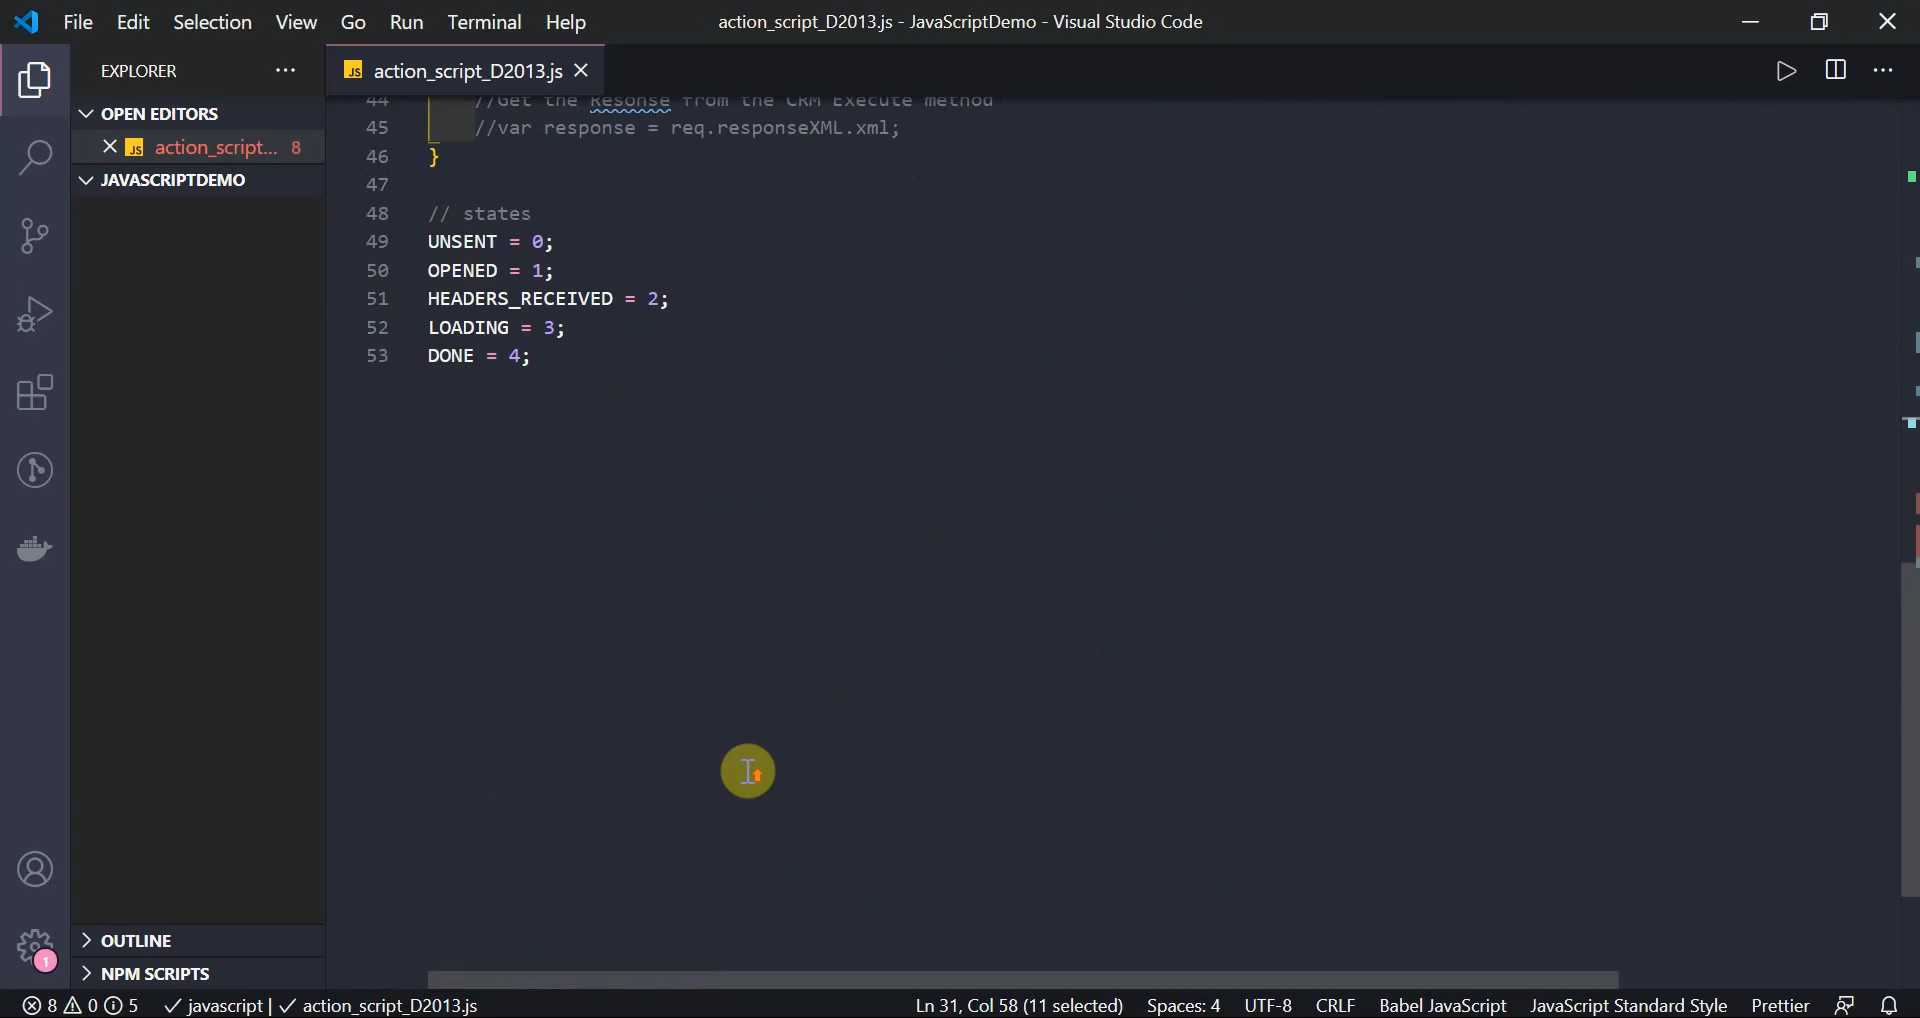 File Edit Selection View Go Run Terminal Help
action_script_D2013.js - JavaScriptDemo - Visual Studio Code
EXPLORER
JS action_script_D2013.js
OPEN EDITORS
JS action_script... 8
JAVASCRIPTDEMO
44 //Get the Resonse from the CRM Execute method
45 //var response = req.responseXML.xml;
46 }
47
48 // states
49 UNSENT = 0;
50 OPENED = 1;
51 HEADERS_RECEIVED = 2;
52 LOADING = 3;
53 DONE = 4;
OUTLINE
1
NPM SCRIPTS
8 0 5 javascript | action_script_D2013.js Ln 31, Col 58 (11 selected) Spaces: 4 UTF-8 CRLF Babel JavaScript JavaScript Standard Style Prettier